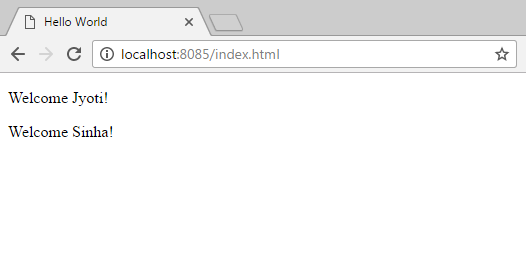 Hello World
localhost:8085/index.html
Welcome Jyoti!
Welcome Sinha!